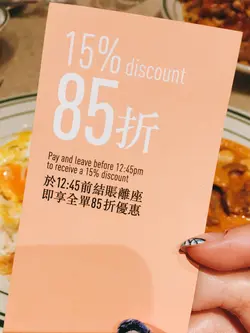 15% discount
85折
Pay and leave before 12:45pm
to receive a 15% discount
於12:45前結賬離座
即享全單85折優惠